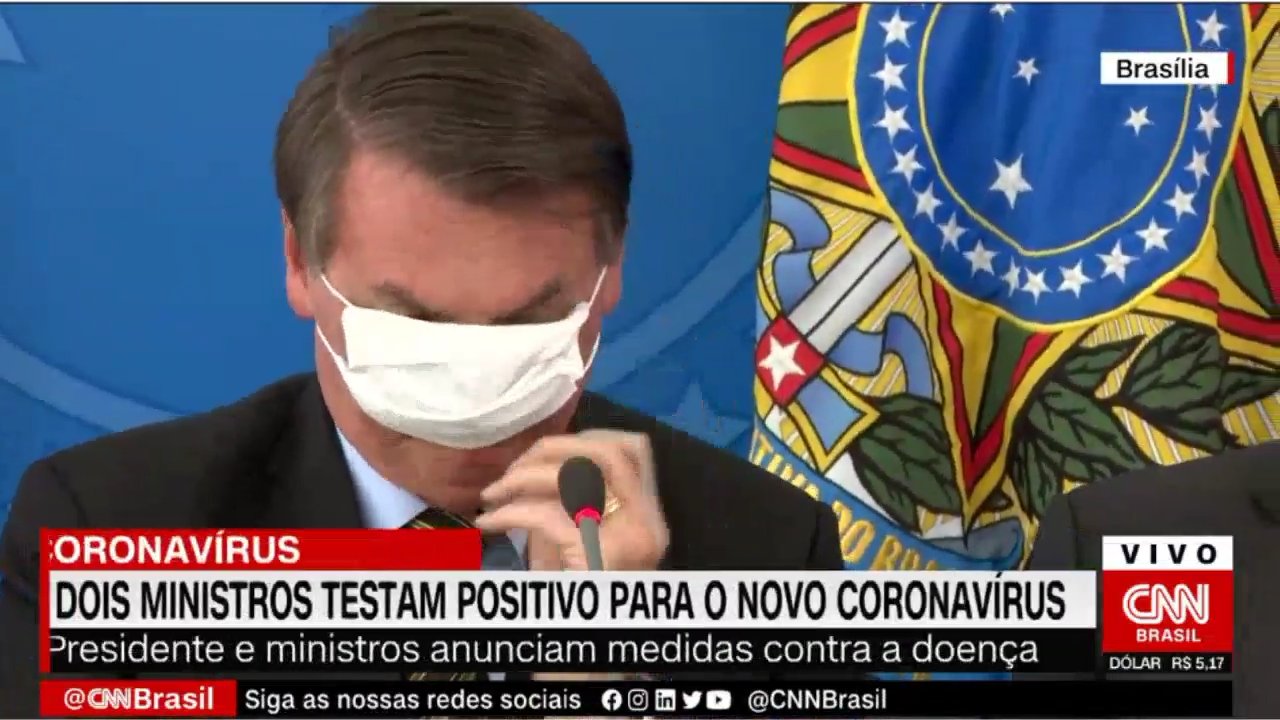 Brasília
CORONAVÍRUS
DOIS MINISTROS TESTAM POSITIVO PARA O NOVO CORONAVÍRUS
Presidente e ministros anunciam medidas contra a doença
VIVO
CNN
BRASIL
DÓLAR R$ 5,17
@CNNBrasil Siga as nossas redes sociais @CNNBrasil